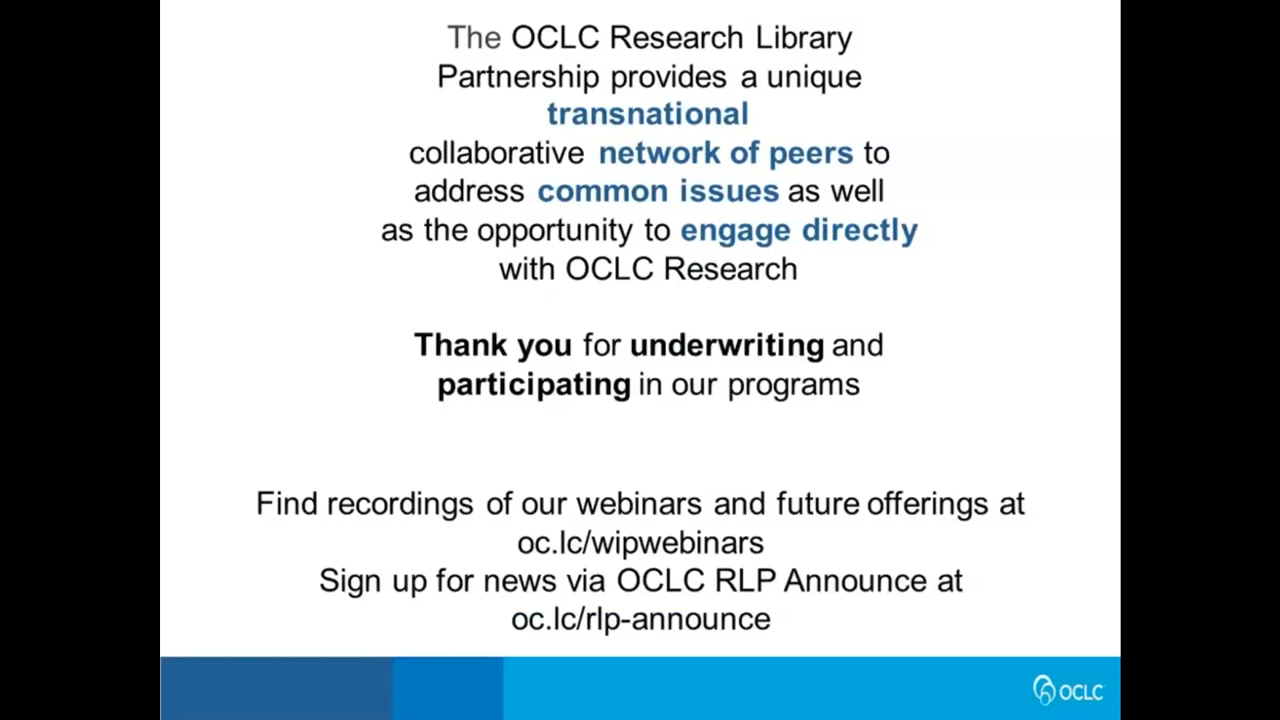 The OCLC Research Library
Partnership provides a unique
transnational
collaborative network of peers to
address common issues as well
as the opportunity to engage directly
with OCLC Research
Thank you for underwriting and
participating in our programs
Find recordings of our webinars and future offerings at
oc.lc/wipwebinars
Sign up for news via OCLC RLP Announce at
oc.lc/rlp-announce
OCLC